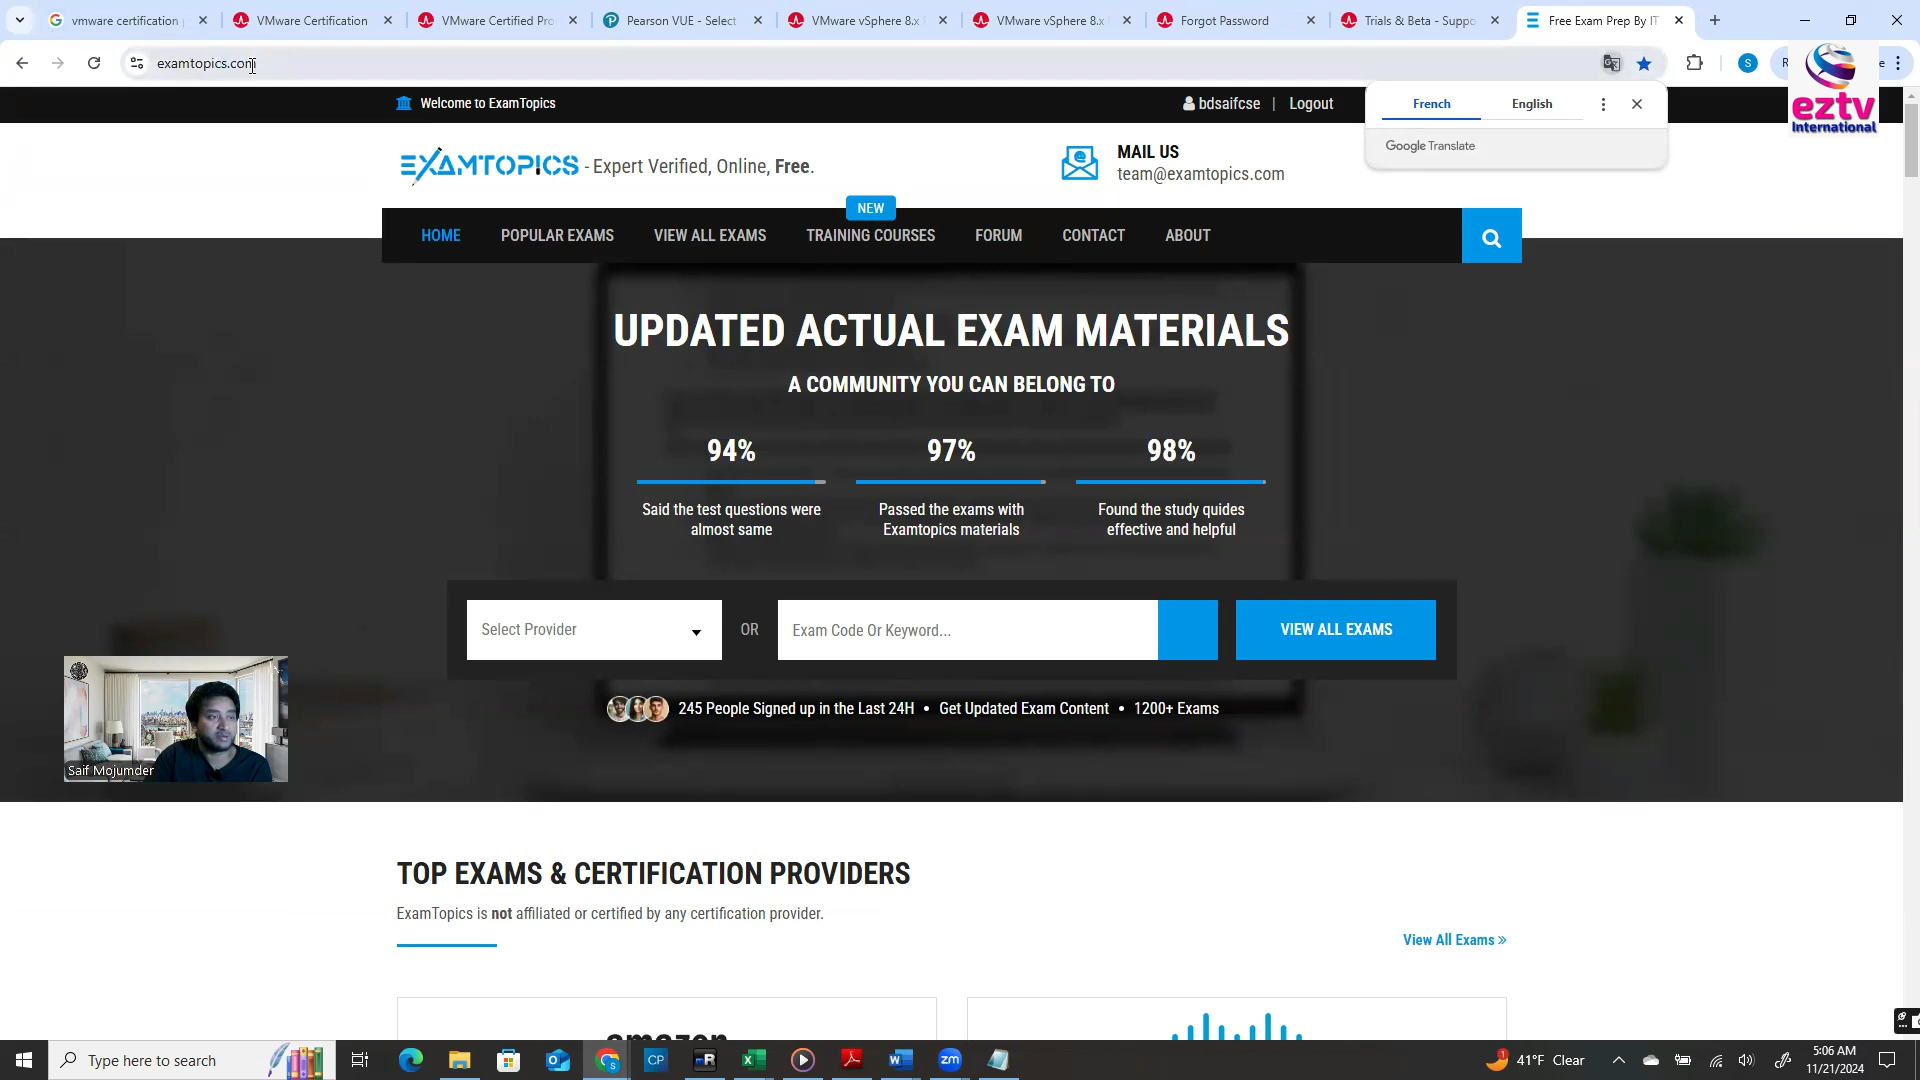 vmware certification
VMware Certification
VMware Certified Pro
Pearson VUE - Select
VMware vSphere 8.x
VMware vSphere 8.x
Forgot Password
Trials & Beta - Suppo
Free Exam Prep By IT
examtopics.com
S
R
e
Welcome to ExamTopics
bdsaifcse | Logout
French
English
Google Translate
eztv
International
EXAMTOPICS - Expert Verified, Online, Free.
MAIL US
team@examtopics.com
NEW
HOME
POPULAR EXAMS
VIEW ALL EXAMS
TRAINING COURSES
FORUM
CONTACT
ABOUT
UPDATED ACTUAL EXAM MATERIALS
A COMMUNITY YOU CAN BELONG TO
94%
97%
98%
Said the test questions were
almost same
Passed the exams with
Examtopics materials
Found the study quides
effective and helpful
Select Provider
OR
Exam Code Or Keyword...
VIEW ALL EXAMS
245 People Signed up in the Last 24H • Get Updated Exam Content • 1200+ Exams
Saif Mojumder
TOP EXAMS & CERTIFICATION PROVIDERS
ExamTopics is not affiliated or certified by any certification provider.
View All Exams »
amazon
Type here to search
CP
R
zm
1
41°F Clear
5:06 AM
11/21/2024